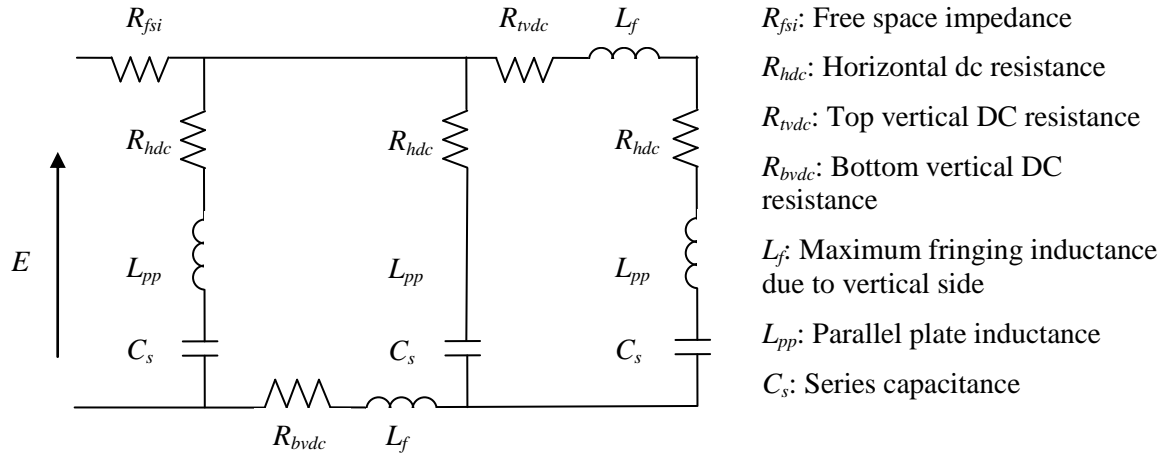 R_fsi
R_tvdc
L_f
R_hdc
R_hdc
R_hdc
E
L_pp
L_pp
L_pp
C_s
C_s
C_s
R_bvdc
L_f
R_fsi: Free space impedance
R_hdc: Horizontal dc resistance
R_tvdc: Top vertical DC resistance
R_bvdc: Bottom vertical DC
resistance
L_f: Maximum fringing inductance
due to vertical side
L_pp: Parallel plate inductance
C_s: Series capacitance